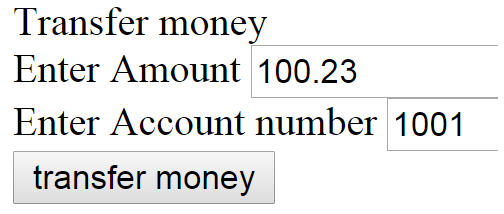 Transfer money
Enter Amount 100.23
Enter Account number 1001
transfer money